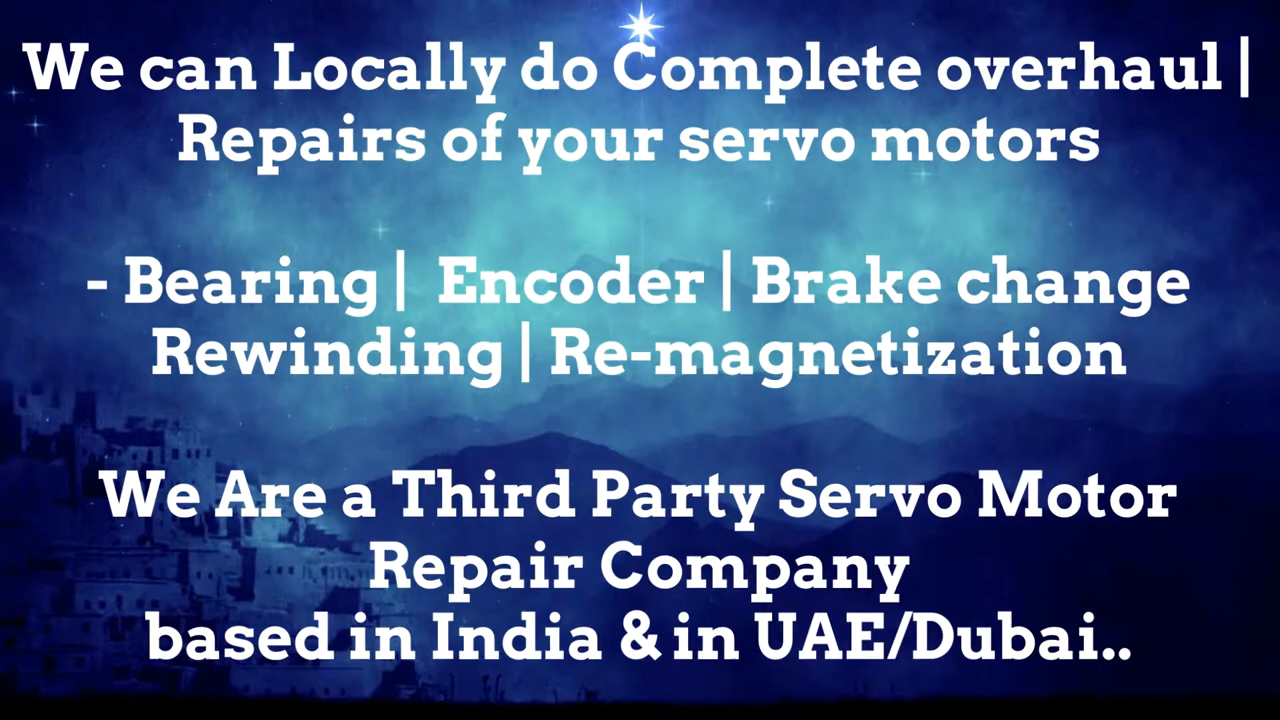 We can Locally do Complete overhaul |
Repairs of your servo motors
- Bearing | Encoder | Brake change
Rewinding | Re-magnetization
We Are a Third Party Servo Motor
Repair Company
based in India & in UAE/Dubai..